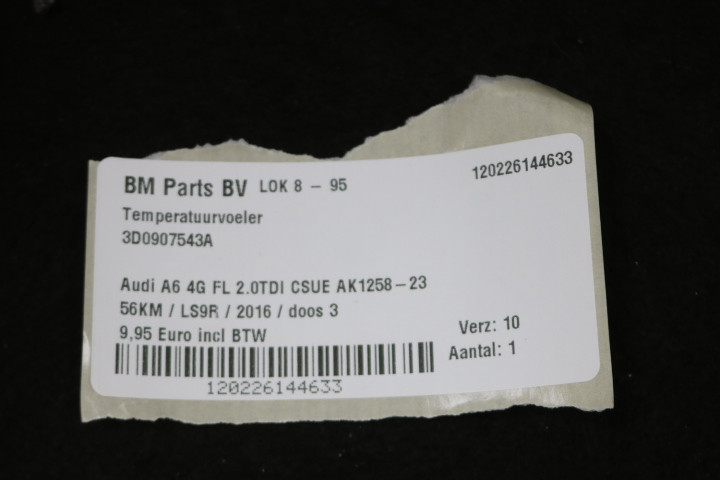 BM Parts BV LOK 8 - 95
120226144633
Temperatuurvoeler
3D0907543A
Audi A6 4G FL 2.0TDI CSUE AK1258-23
56KM / LS9R / 2016 / doos 3
9,95 Euro incl BTW
Verz: 10
Aantal: 1
120226144633